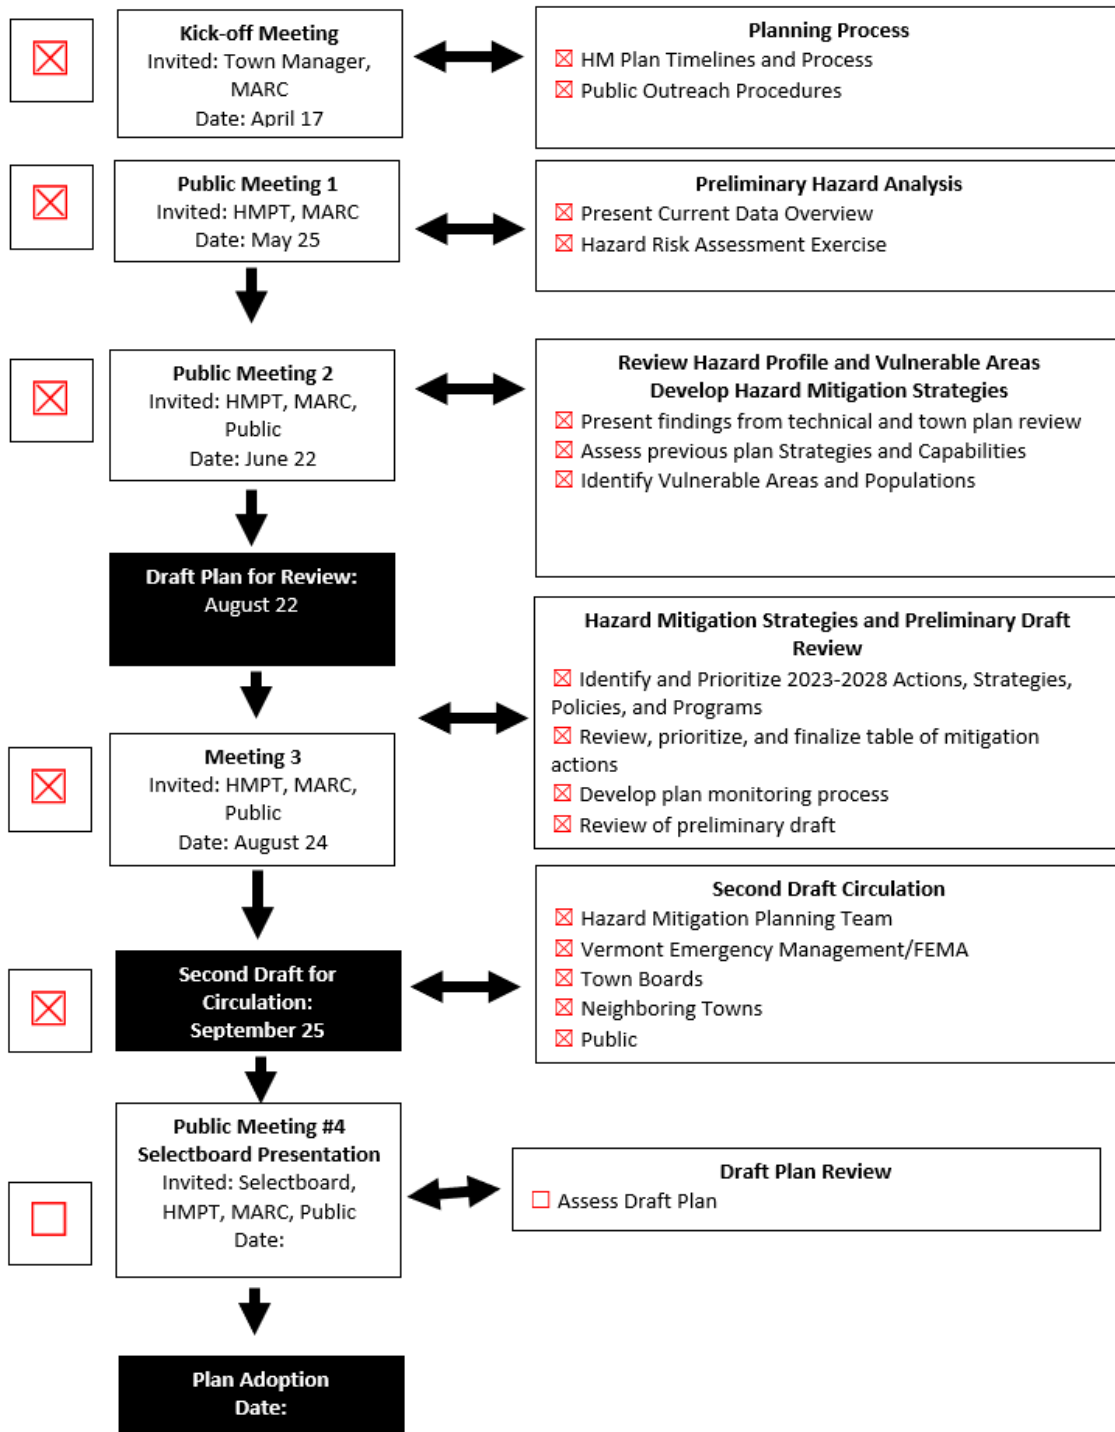 Kick-off Meeting
Invited: Town Manager,
MARC
Date: April 17
Planning Process
☒ HM Plan Timelines and Process
☒ Public Outreach Procedures
Public Meeting 1
Invited: HMPT, MARC
Date: May 25
Preliminary Hazard Analysis
☒ Present Current Data Overview
☒ Hazard Risk Assessment Exercise
Public Meeting 2
Invited: HMPT, MARC,
Public
Date: June 22
Review Hazard Profile and Vulnerable Areas
Develop Hazard Mitigation Strategies
☒ Present findings from technical and town plan review
☒ Assess previous plan Strategies and Capabilities
☒ Identify Vulnerable Areas and Populations
Draft Plan for Review:
August 22
Hazard Mitigation Strategies and Preliminary Draft
Review
☒ Identify and Prioritize 2023-2028 Actions, Strategies,
Policies, and Programs
☒ Review, prioritize, and finalize table of mitigation
actions
☒ Develop plan monitoring process
☒ Review of preliminary draft
Meeting 3
Invited: HMPT, MARC,
Public
Date: August 24
Second Draft Circulation
☒ Hazard Mitigation Planning Team
☒ Vermont Emergency Management/FEMA
☒ Town Boards
☒ Neighboring Towns
☒ Public
Second Draft for
Circulation:
September 25
Public Meeting #4
Selectboard Presentation
Invited: Selectboard,
HMPT, MARC, Public
Date:
Draft Plan Review
☐ Assess Draft Plan
Plan Adoption
Date: